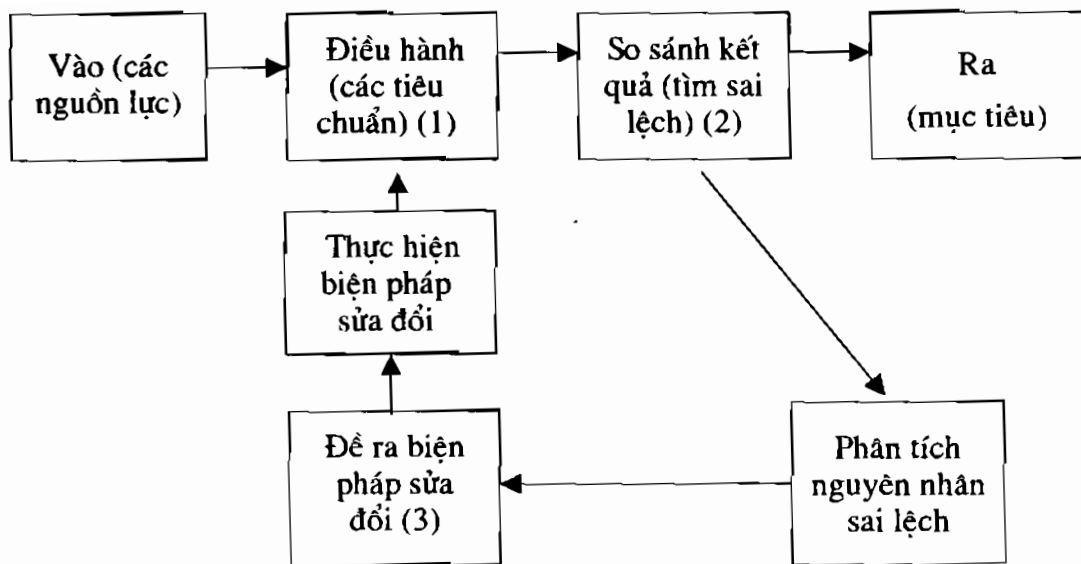 Vào (các
nguồn lực)
Điều hành
(các tiêu
chuẩn) (1)
So sánh kết
quả (tìm sai
lệch) (2)
Ra
(mục tiêu)
Thực hiện
biện pháp
sửa đổi
Đề ra biện
pháp sửa
đổi (3)
Phân tích
nguyên nhân
sai lệch